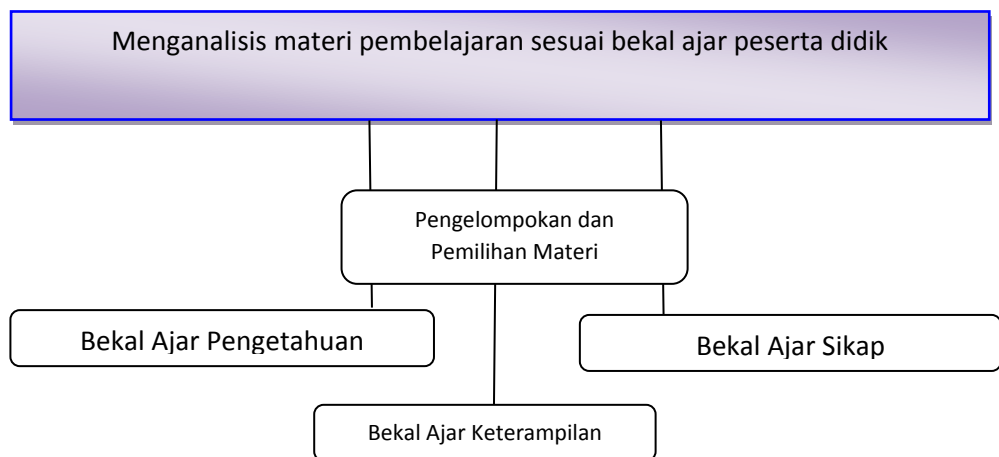 Menganalisis materi pembelajaran sesuai bekal ajar peserta didik
Pengelompokan dan
Pemilihan Materi
Bekal Ajar Pengetahuan
Bekal Ajar Sikap
Bekal Ajar Keterampilan